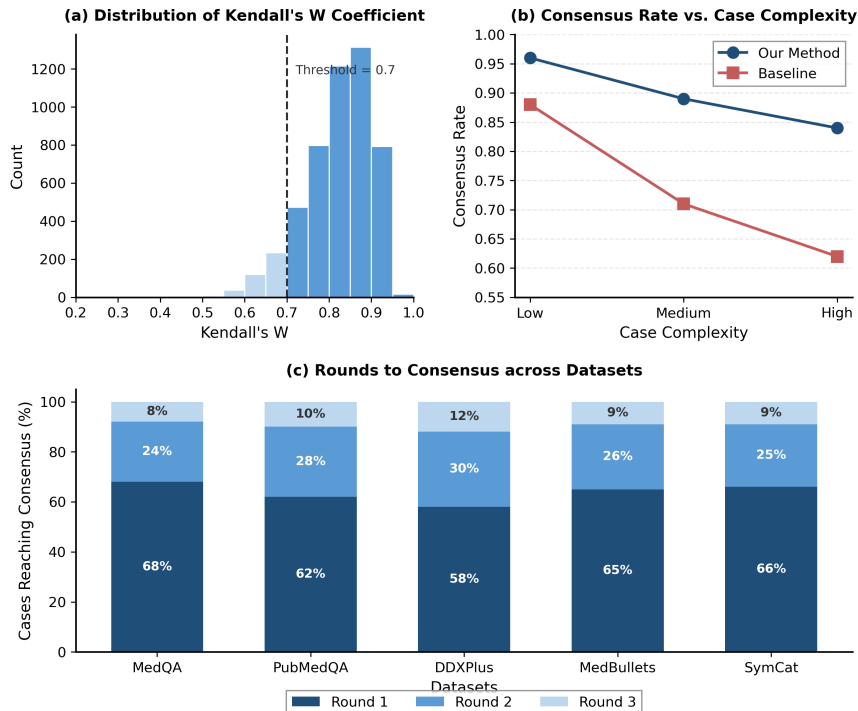 (a) Distribution of Kendall's W Coefficient
1200
1000
800
600
400
200
0
Count
Threshold = 0.7
0.2 0.3 0.4 0.5 0.6 0.7 0.8 0.9 1.0
Kendall's W
(b) Consensus Rate vs. Case Complexity
1.00
0.95
0.90
0.85
0.80
0.75
0.70
0.65
0.60
0.55
Consensus Rate
Our Method
Baseline
Low Medium High
Case Complexity
(c) Rounds to Consensus across Datasets
100
80
60
40
20
0
Cases Reaching Consensus (%)
8% 10% 12% 9% 9%
24% 28% 30% 26% 25%
68% 62% 58% 65% 66%
MedQA PubMedQA DDXPlus MedBullets SymCat
Datasets
Round 1 Round 2 Round 3